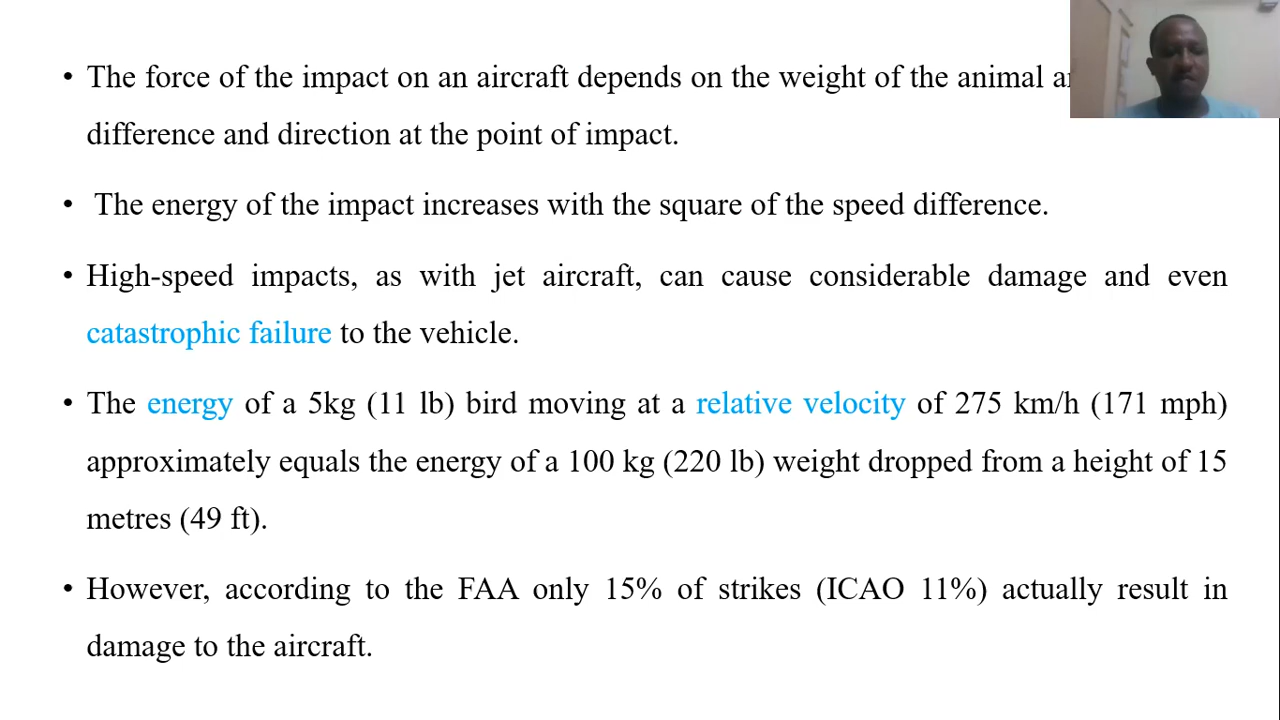 • The force of the impact on an aircraft depends on the weight of the animal
difference and direction at the point of impact.
• The energy of the impact increases with the square of the speed difference.
• High-speed impacts, as with jet aircraft, can cause considerable damage and even
catastrophic failure to the vehicle.
• The energy of a 5kg (11 lb) bird moving at a relative velocity of 275 km/h (171 mph)
approximately equals the energy of a 100 kg (220 lb) weight dropped from a height of 15
metres (49 ft).
• However, according to the FAA only 15% of strikes (ICAO 11%) actually result in
damage to the aircraft.